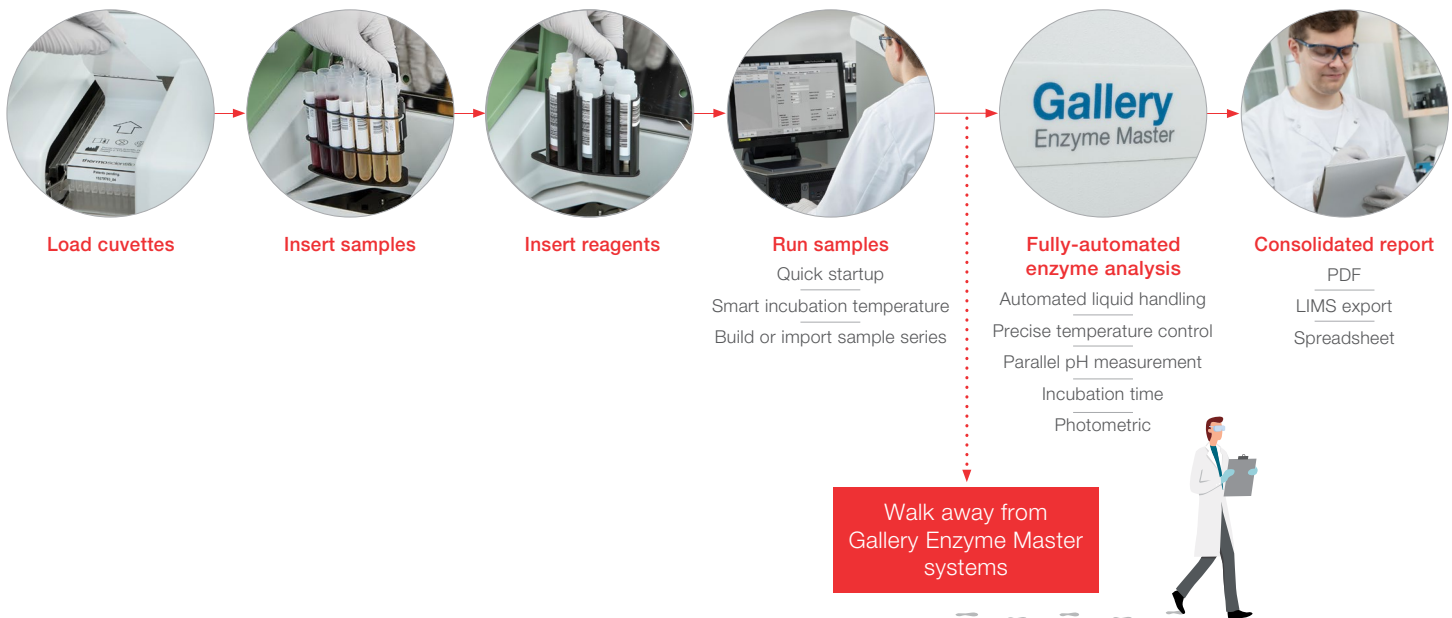 thermo scientific
Gallery
Enzyme Master
Load cuvettes
Insert samples
Insert reagents
Run samples
Quick startup
Smart incubation temperature
Build or import sample series
Fully-automated
enzyme analysis
Automated liquid handling
Precise temperature control
Parallel pH measurement
Incubation time
Photometric
Consolidated report
PDF
LIMS export
Spreadsheet
Walk away from
Gallery Enzyme Master
systems